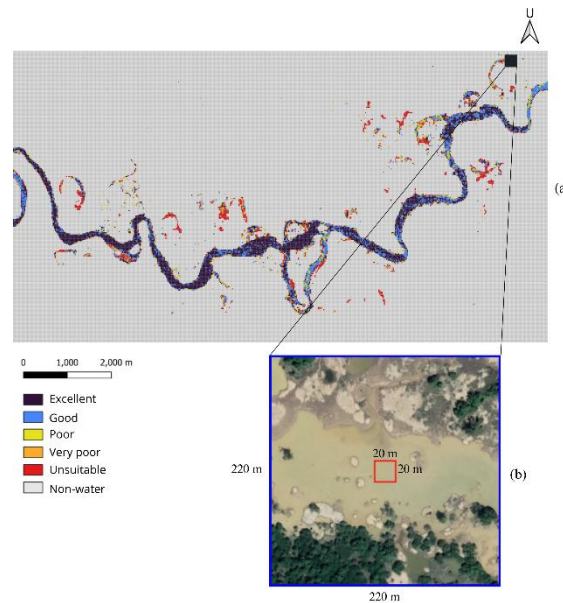 U
(a
0 1,000 2,000 m
Excellent
Good
Poor
Very poor
Unsuitable
Non-water
20 m
20 m
220 m
(b)
220 m